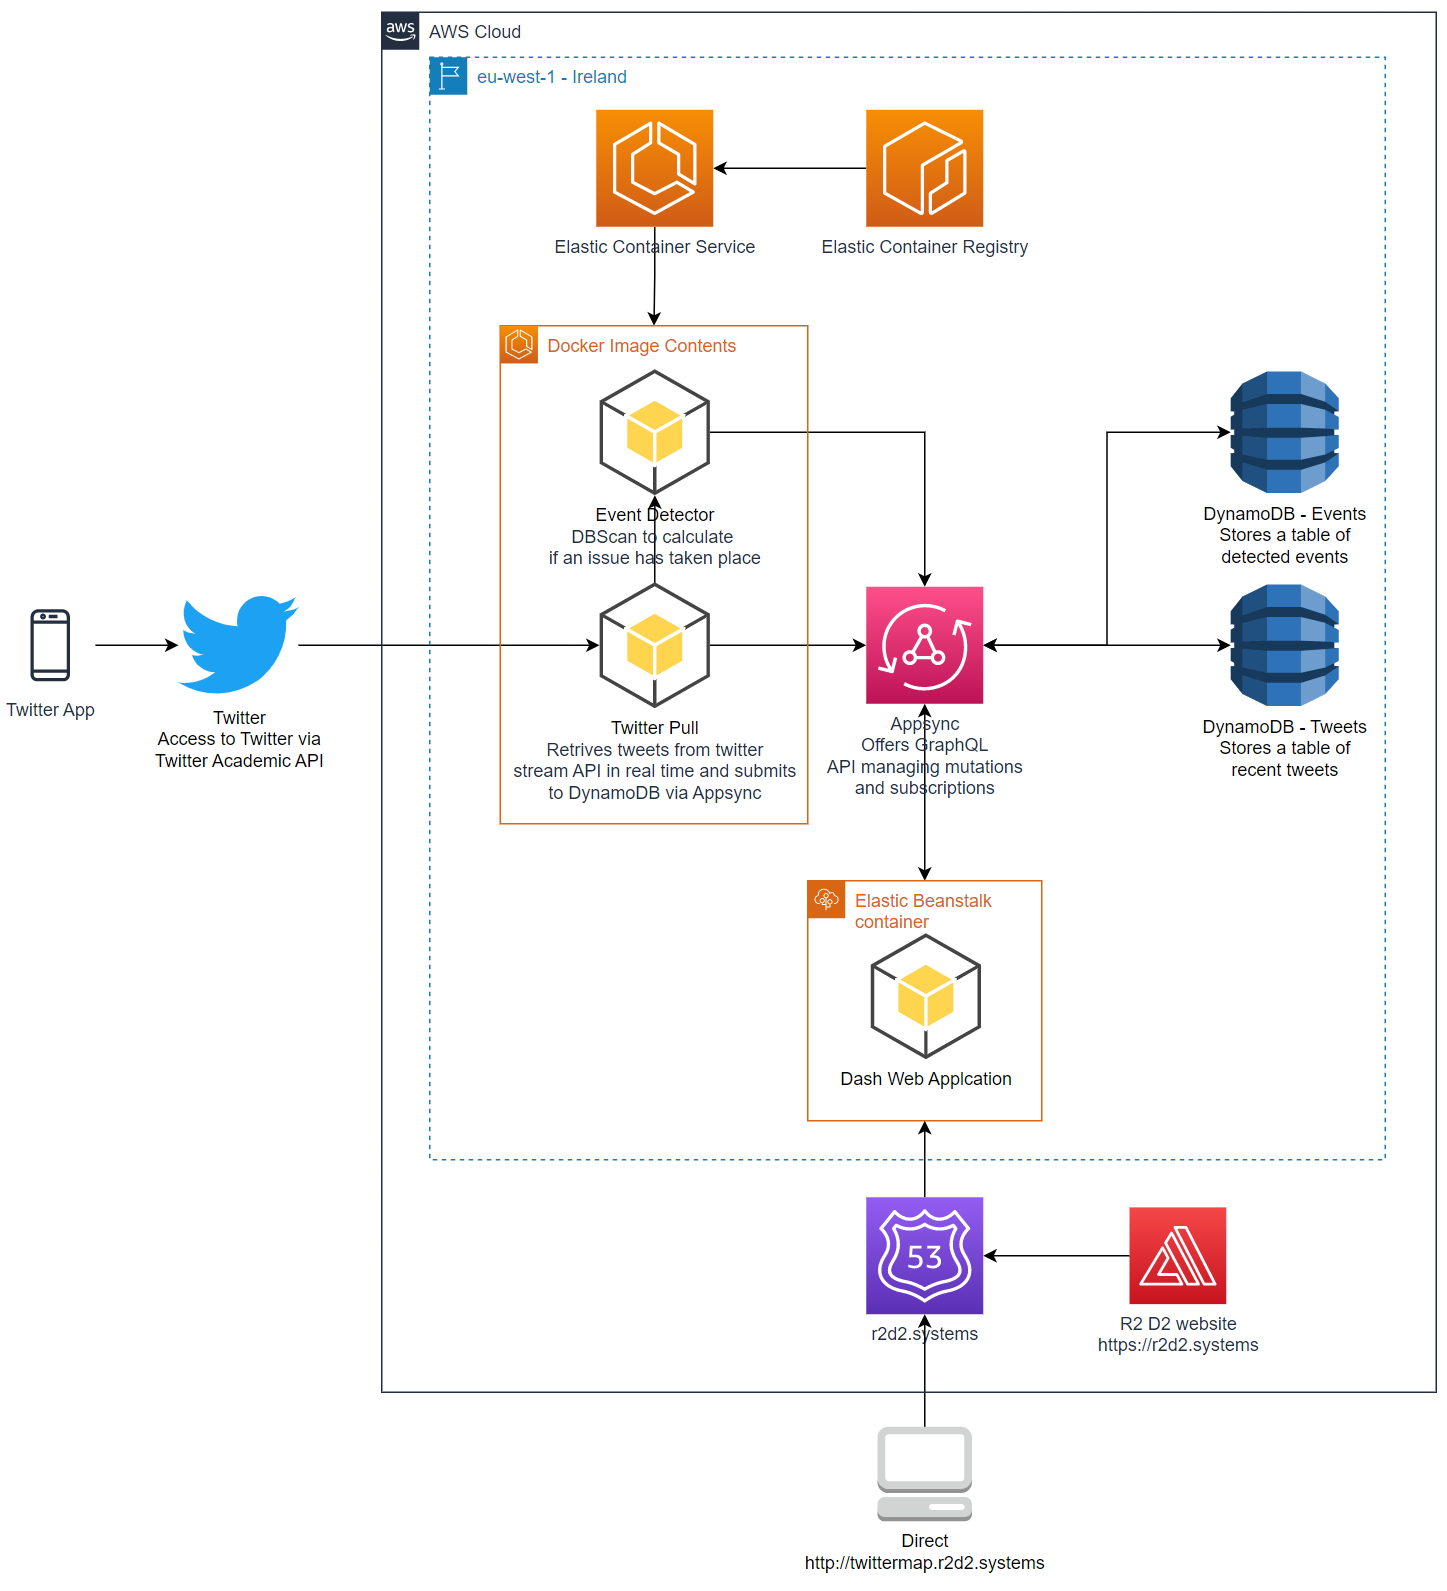 aws
AWS Cloud
eu-west-1 - Ireland
Elastic Container Service
Elastic Container Registry
Docker Image Contents
Event Detector
DBScan to calculate
if an issue has taken place
DynamoDB - Events
Stores a table of
detected events
Twitter App
Twitter
Access to Twitter via
Twitter Academic API
Twitter Pull
Retrives tweets from twitter
stream API in real time and submits
to DynamoDB via Appsync
Appsync
Offers GraphQL
API managing mutations
and subscriptions
DynamoDB - Tweets
Stores a table of
recent tweets
Elastic Beanstalk
container
Dash Web Applcation
53
r2d2.systems
R2 D2 website
https://r2d2.systems
Direct
http://twittermap.r2d2.systems